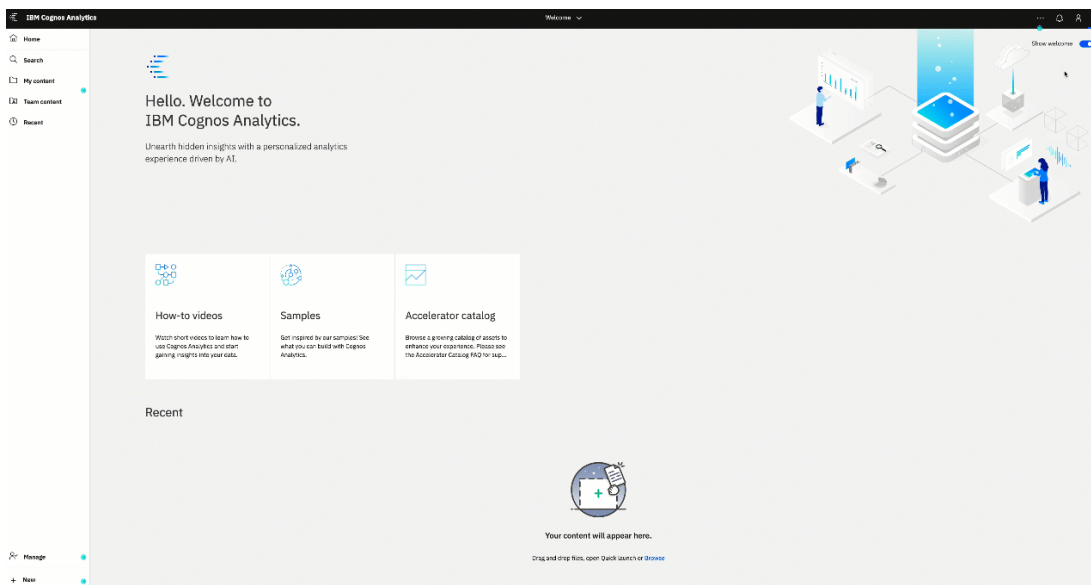 IBM Cognos Analytics
Welcome
Home
Search
My content
Team content
Recent
Manage
New
Show welcome
Hello. Welcome to
IBM Cognos Analytics.
Unearth hidden insights with a personalized analytics
experience driven by AI.
How-to videos
Watch short videos to learn how to
use Cognos Analytics and start
gaining insights into your data.
Samples
Get inspired by our samples! See
what you can build with Cognos
Analytics.
Accelerator catalog
Browse a growing catalog of assets to
enhance your experience. Please see
the Accelerator Catalog FAQ for sup...
Recent
Your content will appear here.
Drag and drop files, open Quick launch or Browse